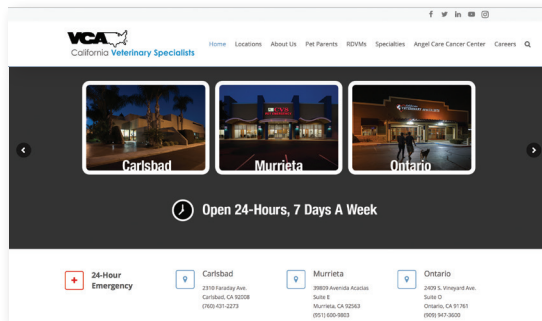 VCA
California Veterinary Specialists
Home Locations About Us Pet Parents RDVMs Specialties Angel Care Cancer Center Careers
Carlsbad Murrieta Ontario
Open 24-Hours, 7 Days A Week
24-Hour
Emergency
Carlsbad
2310 Faraday Ave.
Carlsbad, CA 92008
(760) 431-2273
Murrieta
39809 Avenida Acacias
Suite E
Murrieta, CA 92563
(951) 600-9803
Ontario
2409 S. Vineyard Ave.
Suite O
Ontario, CA 91761
(909) 947-3600